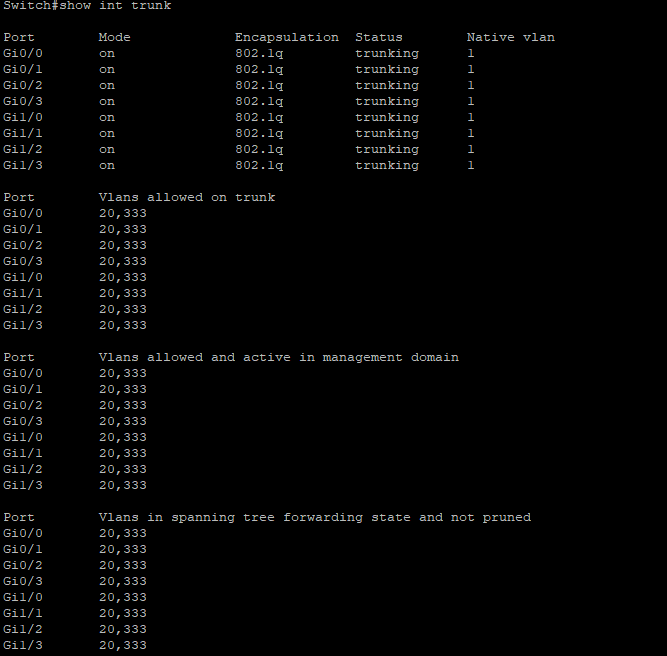 Switch#show int trunk
Port Mode Encapsulation Status Native vlan
Gi0/0 on 802.1q trunking 1
Gi0/1 on 802.1q trunking 1
Gi0/2 on 802.1q trunking 1
Gi0/3 on 802.1q trunking 1
Gi1/0 on 802.1q trunking 1
Gi1/1 on 802.1q trunking 1
Gi1/2 on 802.1q trunking 1
Gi1/3 on 802.1q trunking 1
Port Vlans allowed on trunk
Gi0/0 20,333
Gi0/1 20,333
Gi0/2 20,333
Gi0/3 20,333
Gi1/0 20,333
Gi1/1 20,333
Gi1/2 20,333
Gi1/3 20,333
Port Vlans allowed and active in management domain
Gi0/0 20,333
Gi0/1 20,333
Gi0/2 20,333
Gi0/3 20,333
Gi1/0 20,333
Gi1/1 20,333
Gi1/2 20,333
Gi1/3 20,333
Port Vlans in spanning tree forwarding state and not pruned
Gi0/0 20,333
Gi0/1 20,333
Gi0/2 20,333
Gi0/3 20,333
Gi1/0 20,333
Gi1/1 20,333
Gi1/2 20,333
Gi1/3 20,333